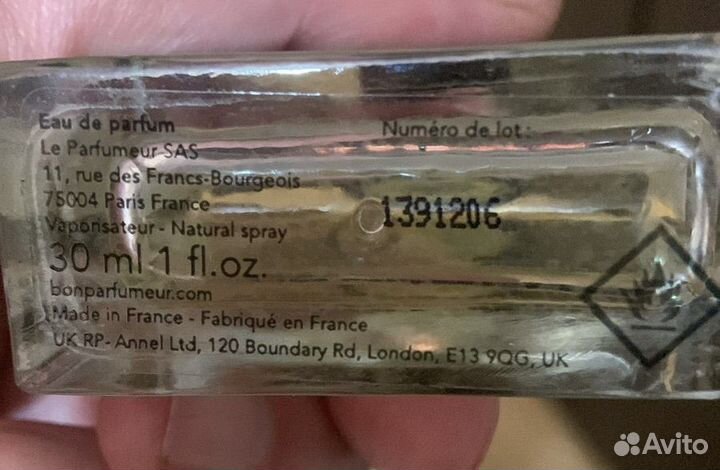 Eau de parfum
Le Parfumeur SAS
11, rue des Francs-Bourgeois
75004 Paris France
Vaporisateur - Natural spray
30 ml 1 fl.oz.
bonparfumeur.com
Made in France - Fabriqué en France
UK RP- Annel Ltd, 120 Boundary Rd, London, E13 9QG, UK
Numéro de lot :
1391206
Avito